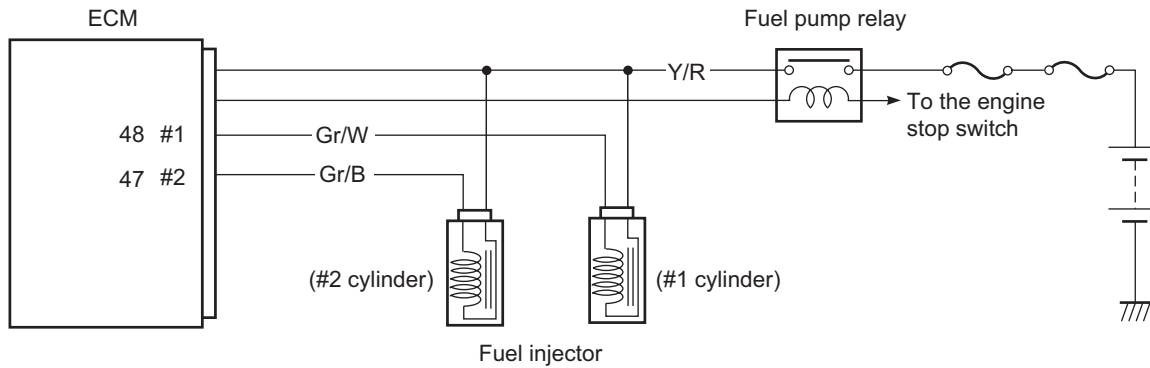 ECM
Fuel pump relay
Y/R
To the engine
stop switch
48 #1
Gr/W
47 #2
Gr/B
(#2 cylinder)
(#1 cylinder)
Fuel injector